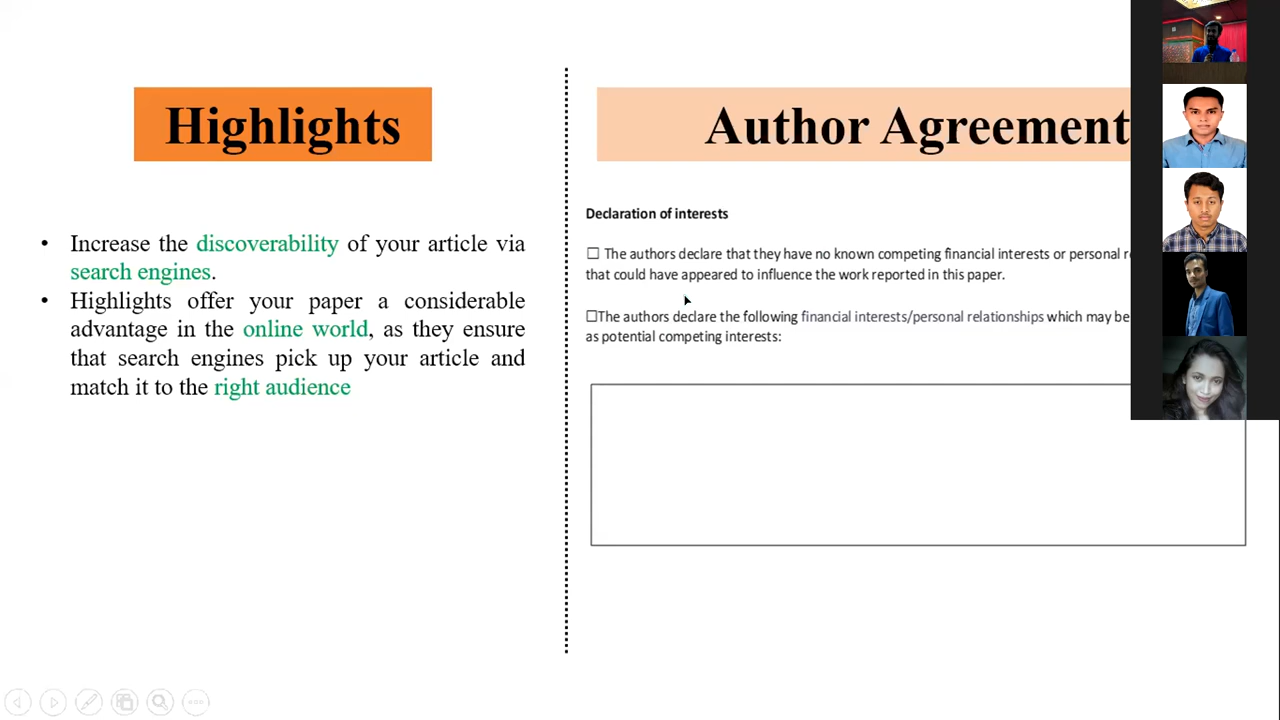 Highlights
• Increase the discoverability of your article via
search engines.
• Highlights offer your paper a considerable
advantage in the online world, as they ensure
that search engines pick up your article and
match it to the right audience
Author Agreement
Declaration of interests
☐ The authors declare that they have no known competing financial interests or personal
that could have appeared to influence the work reported in this paper.
☐The authors declare the following financial interests/personal relationships which may be
as potential competing interests: